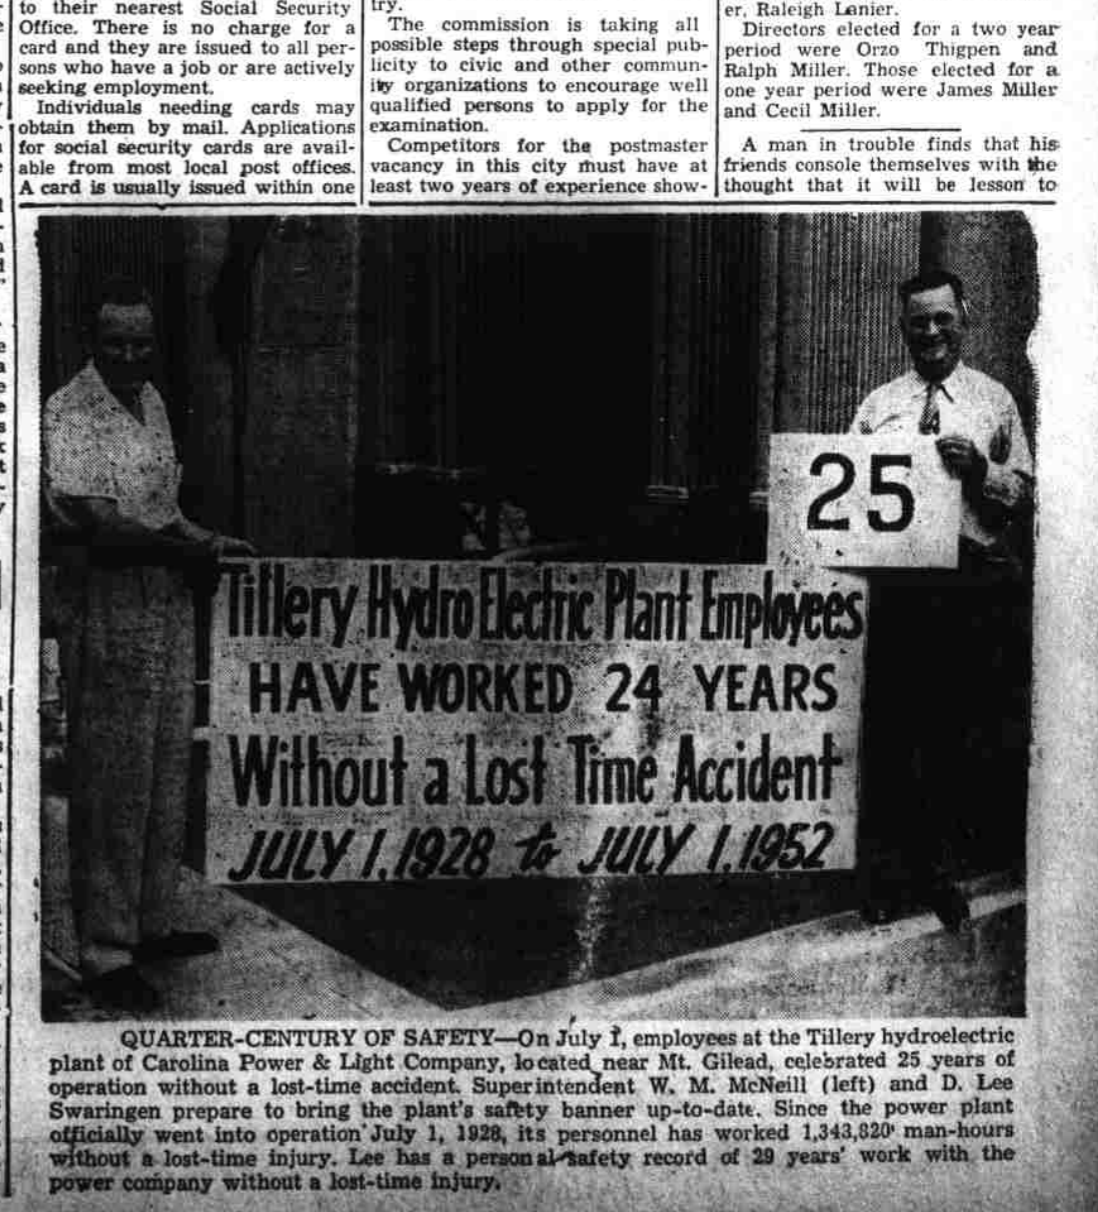 to their nearest Social Security
Office. There is no charge for a
card and they are issued to all per-
sons who have a job or are actively
seeking employment.
Individuals needing cards may
obtain them by mail. Applications
for social security cards are avail-
able from most local post offices.
A card is usually issued within one
try.
The commission is taking all
possible steps through special pub-
licity to civic and other commun-
ity organizations to encourage well
qualified persons to apply for the
examination.
Competitors for the postmaster
vacancy in this city must have at
least two years of experience show-
er, Raleigh Lanier.
Directors elected for a two year
period were Orzo Thigpen and
Ralph Miller. Those elected for a
one year period were James Miller
and Cecil Miller.
A man in trouble finds that his
friends console themselves with the
thought that it will be lesson to
25
Tillery Hydro Electric Plant Employees
HAVE WORKED 24 YEARS
Without a Lost Time Accident
JULY 1, 1928 to JULY 1, 1952
QUARTER-CENTURY OF SAFETY—On July 1, employees at the Tillery hydroelectric
plant of Carolina Power & Light Company, located near Mt. Gilead, celebrated 25 years of
operation without a lost-time accident. Superintendent W. M. McNeill (left) and D. Lee
Swaringen prepare to bring the plant's safety banner up-to-date. Since the power plant
officially went into operation July 1, 1928, its personnel has worked 1,343,820 man-hours
without a lost-time injury. Lee has a personal safety record of 29 years' work with the
power company without a lost-time injury.